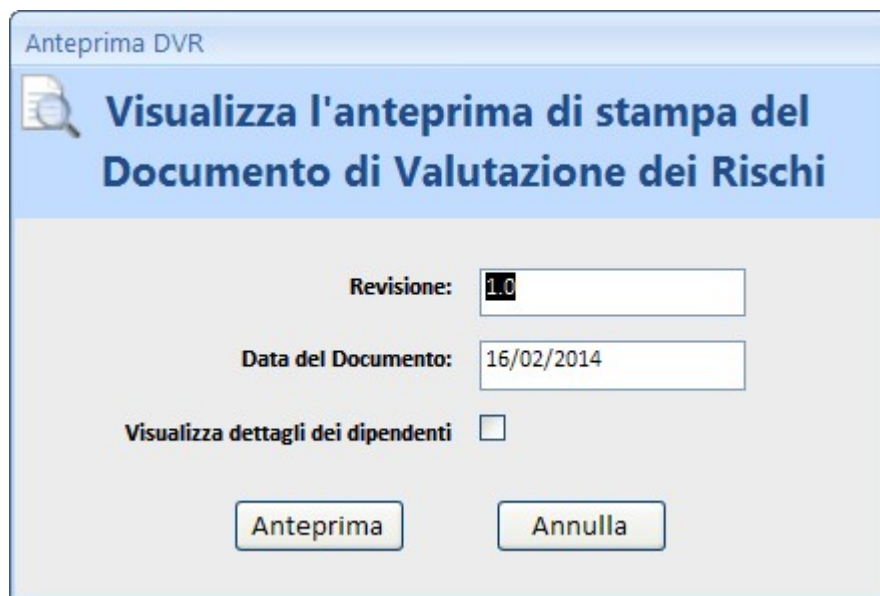 Anteprima DVR
Visualizza l'anteprima di stampa del
Documento di Valutazione dei Rischi
Revisione: 1.0
Data del Documento: 16/02/2014
Visualizza dettagli dei dipendenti
Anteprima Annulla